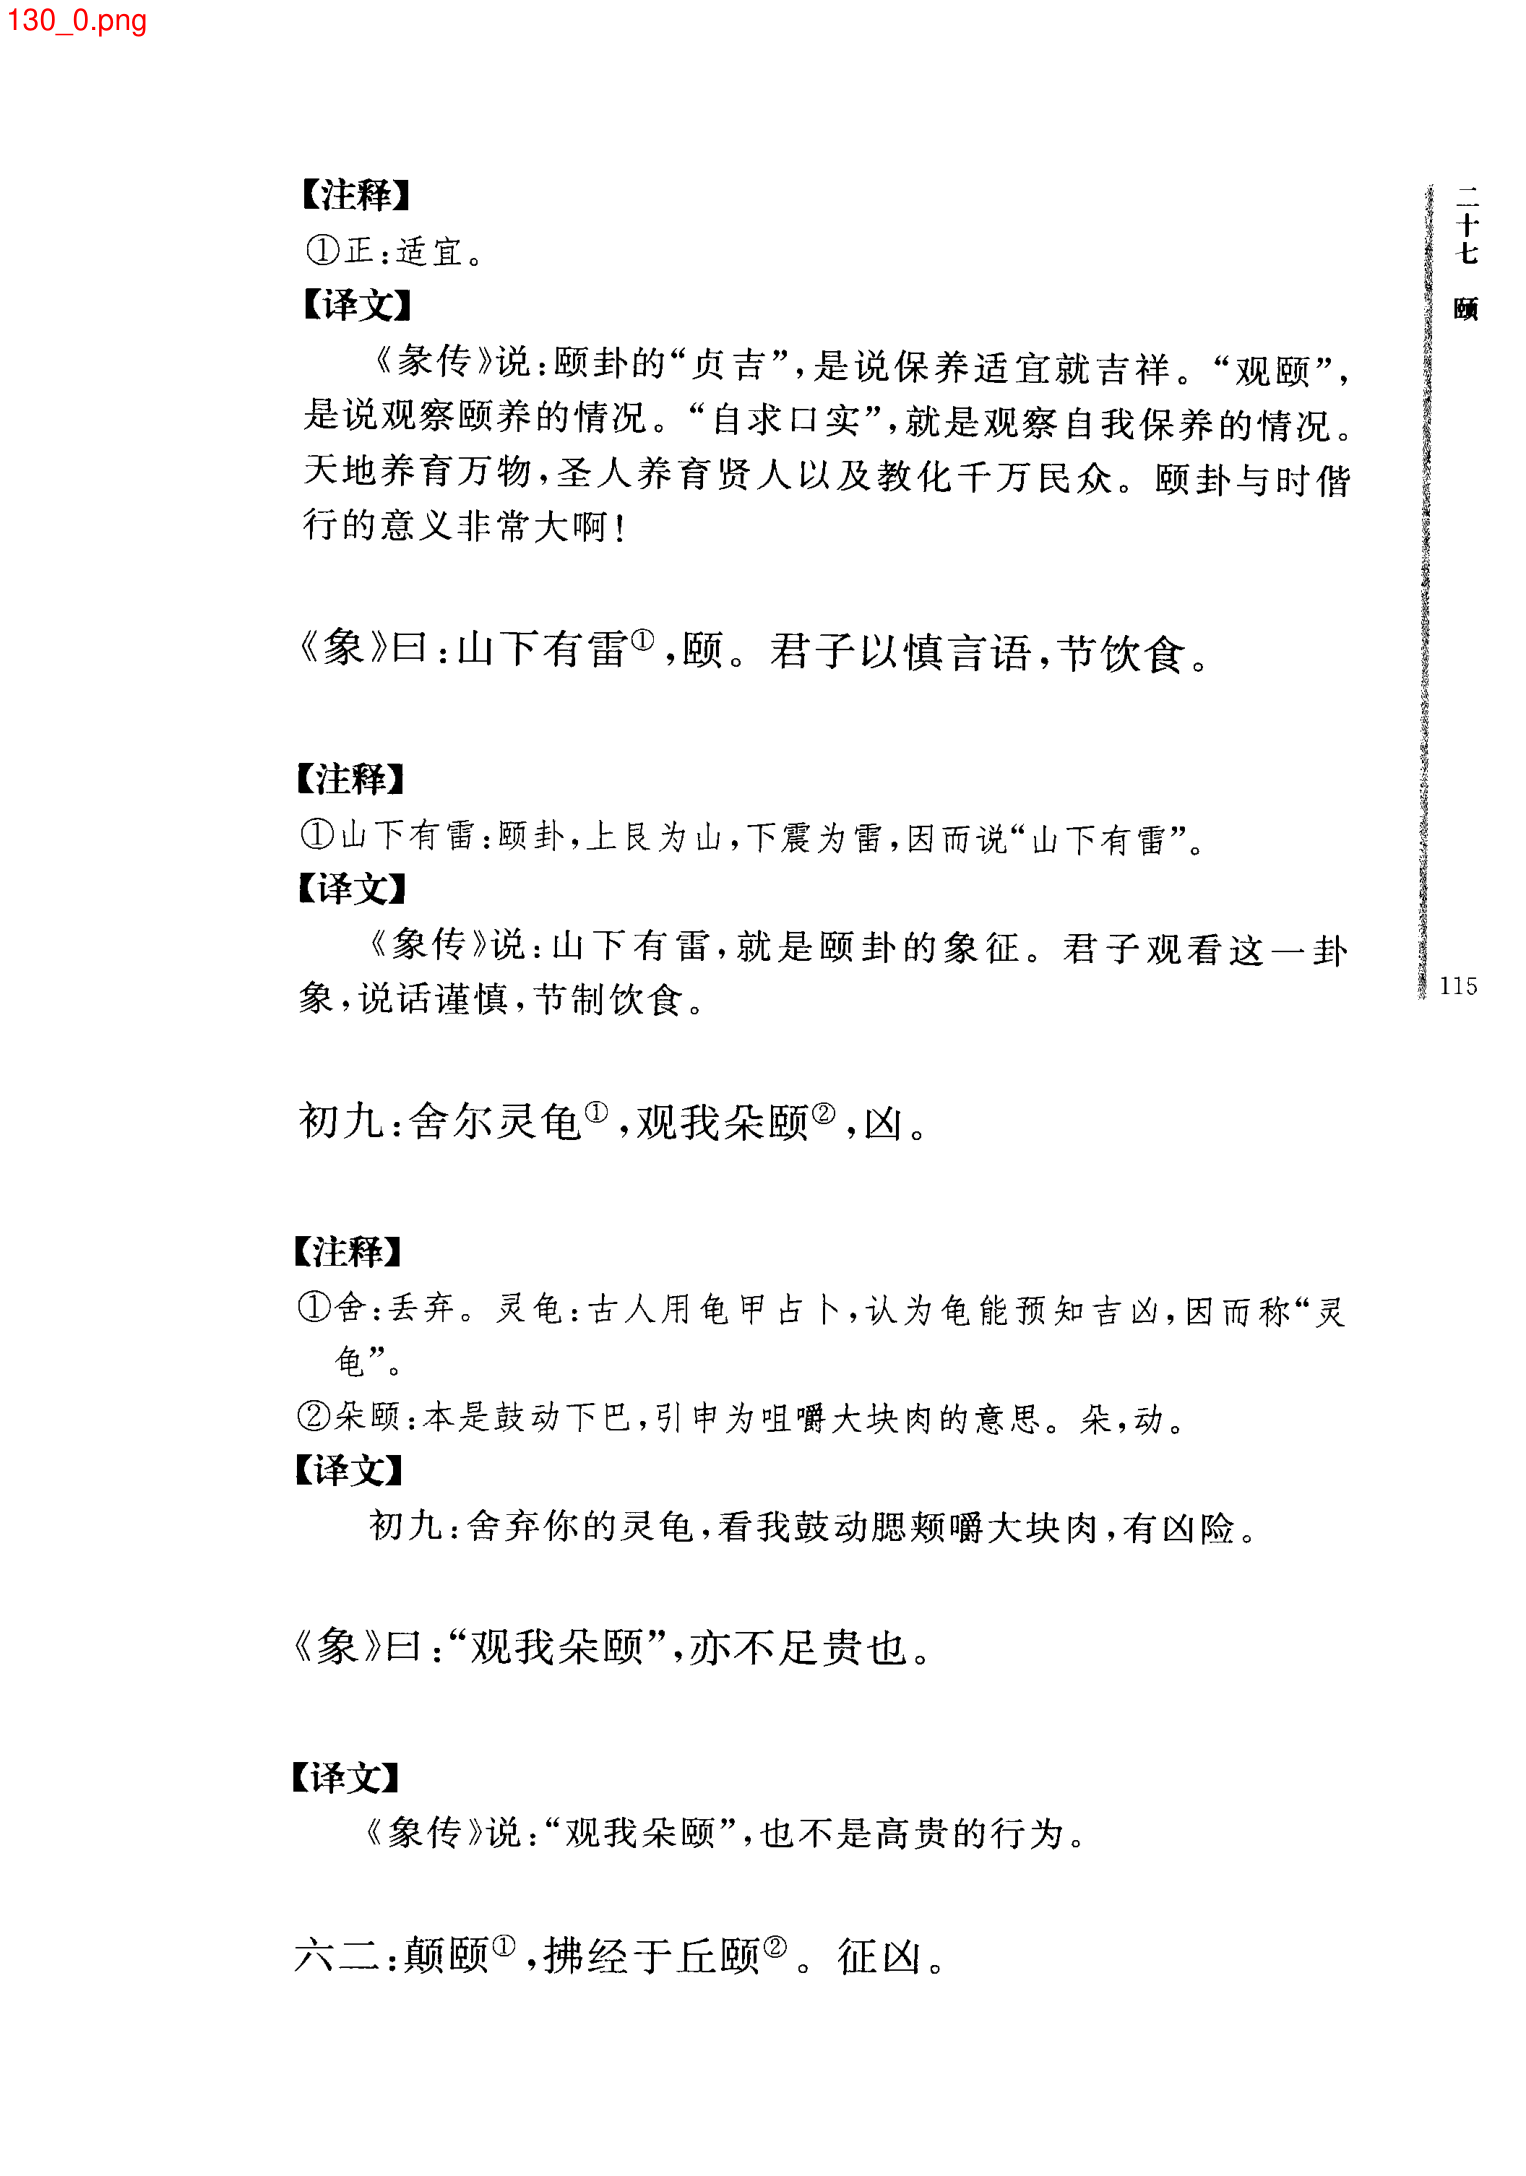 130_0.png
【注释】
①正:适宜。
【译文】
《彖传》说:颐卦的“贞吉”,是说保养适宜就吉祥。“观颐”,
是说观察颐养的情况。“自求口实”,就是观察自我保养的情况。
天地养育万物,圣人养育贤人以及教化千万民众。颐卦与时偕
行的意义非常大啊!
《象》曰:山下有雷①,颐。君子以慎言语,节饮食。
【注释】
①山下有雷:颐卦,上艮为山,下震为雷,因而说“山下有雷”。
【译文】
《象传》说:山下有雷,就是颐卦的象征。君子观看这一卦
象,说话谨慎,节制饮食。
初九:舍尔灵龟①,观我朵颐②,凶。
【注释】
①舍:丢弃。灵龟:古人用龟甲占卜,认为龟能预知吉凶,因而称“灵
龟”。
②朵颐:本是鼓动下巴,引申为咀嚼大块肉的意思。朵,动。
【译文】
初九:舍弃你的灵龟,看我鼓动腮颊嚼大块肉,有凶险。
《象》曰:“观我朵颐”,亦不足贵也。
【译文】
《象传》说:“观我朵颐”,也不是高贵的行为。
六二:颠颐①,拂经于丘颐②。征凶。
二十七 颐
115